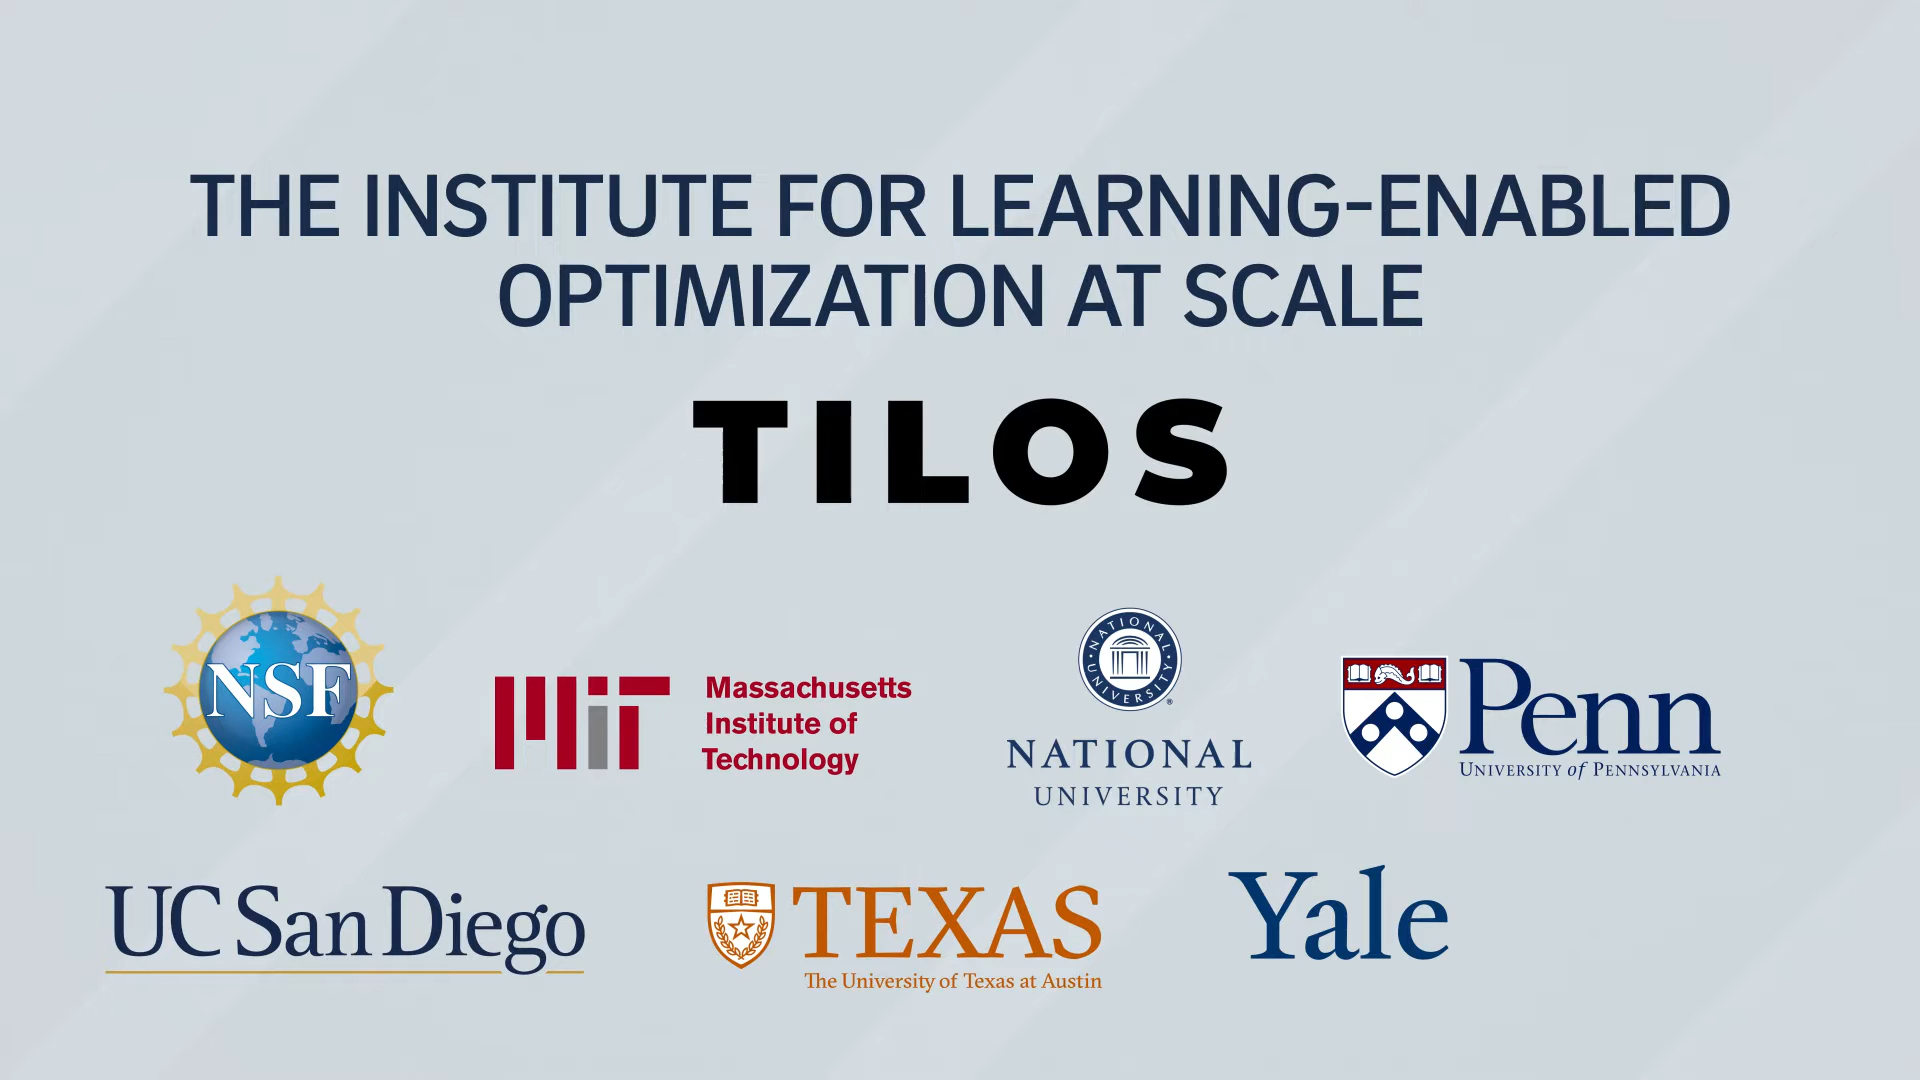 THE INSTITUTE FOR LEARNING-ENABLED
OPTIMIZATION AT SCALE
TILOS
NSF
MIT
Massachusetts
Institute of
Technology
NATIONAL UNIVERSITY ®
NATIONAL
UNIVERSITY
Penn
UNIVERSITY of PENNSYLVANIA
UC San Diego
TEXAS
The University of Texas at Austin
Yale